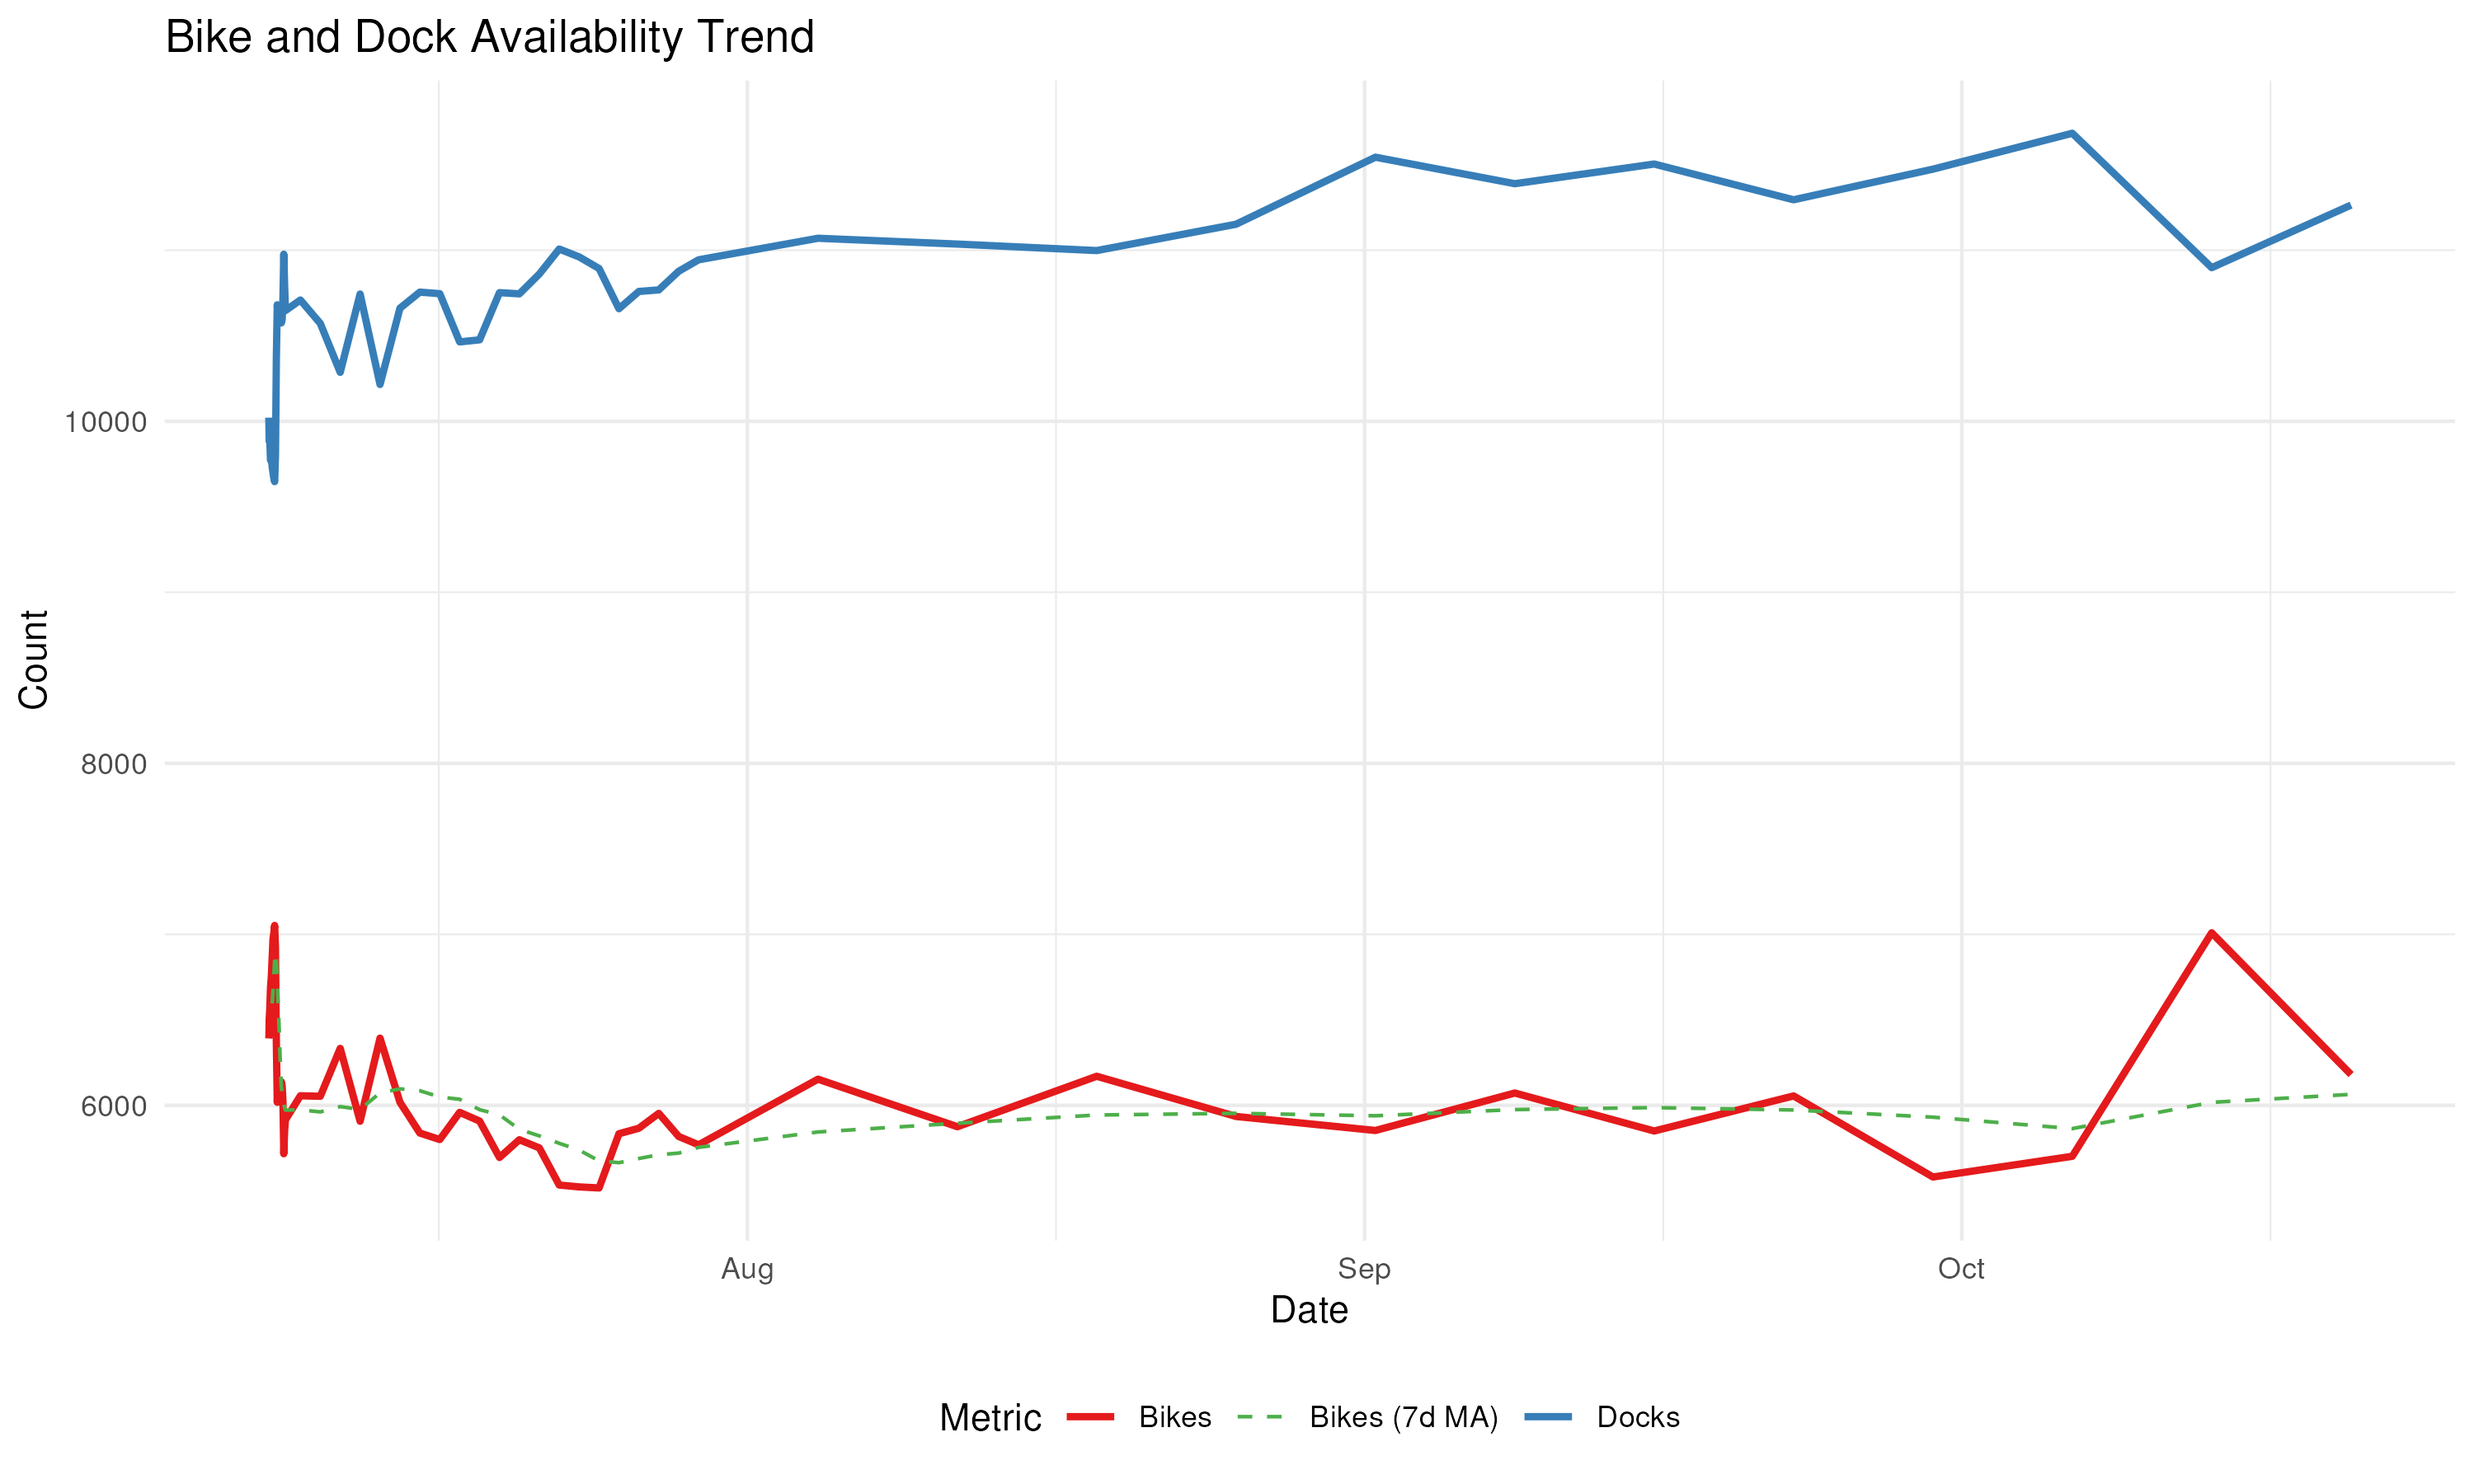 Bike and Dock Availability Trend
Count
10000
8000
6000
Aug Sep Oct
Date
Metric Bikes Bikes (7d MA) Docks